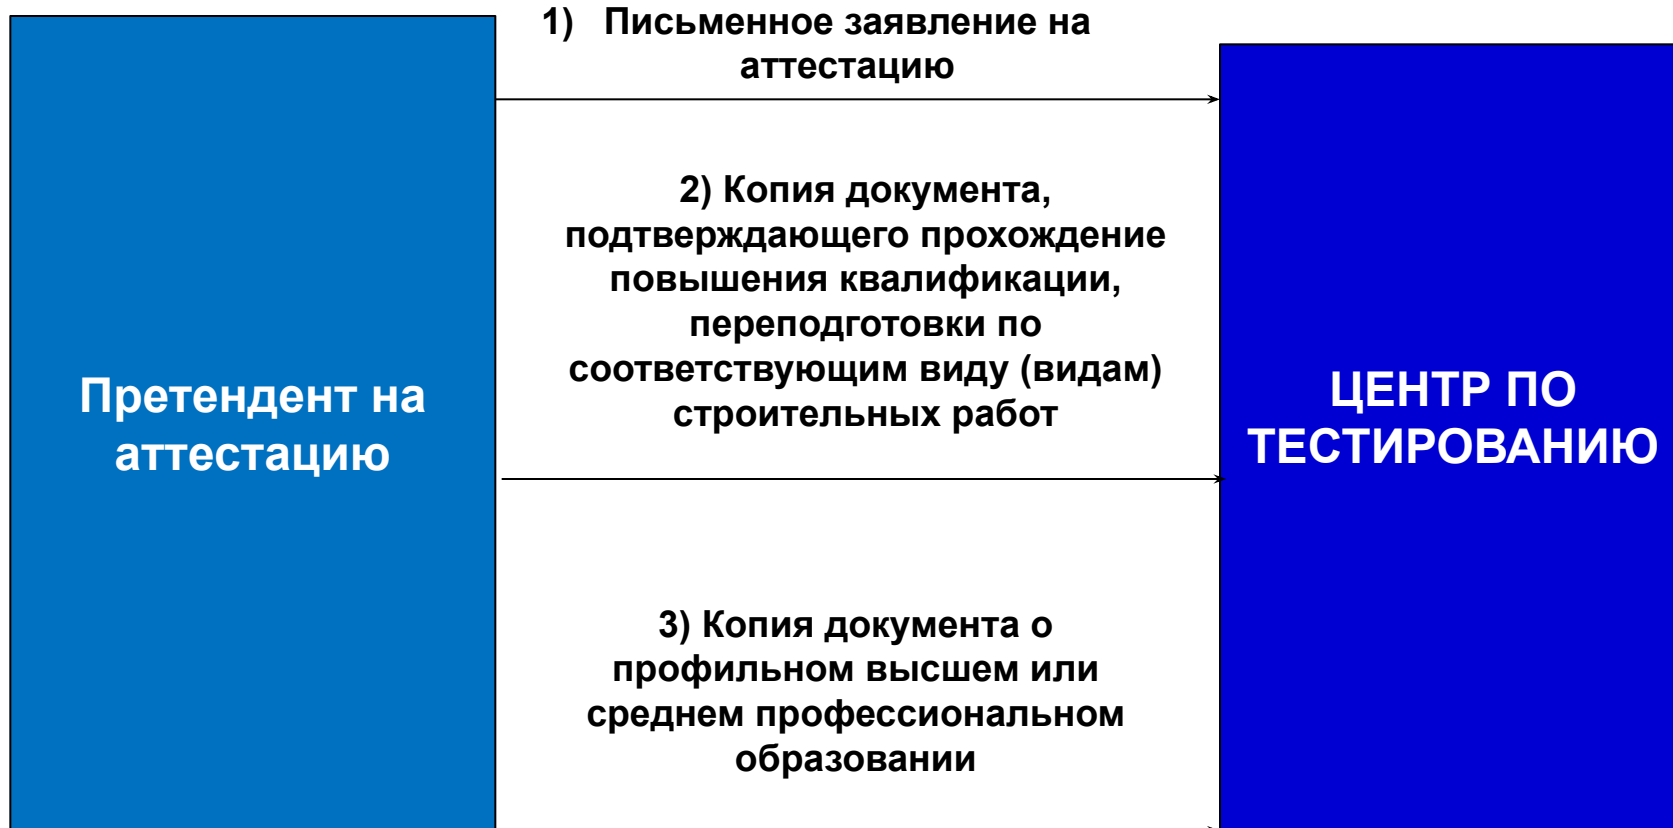 1) Письменное заявление на
аттестацию
2) Копия документа,
подтверждающего прохождение
повышения квалификации,
переподготовки по
соответствующим виду (видам)
строительных работ
Претендент на
аттестацию
ЦЕНТР ПО
ТЕСТИРОВАНИЮ
3) Копия документа о
профильном высшем или
среднем профессиональном
образовании